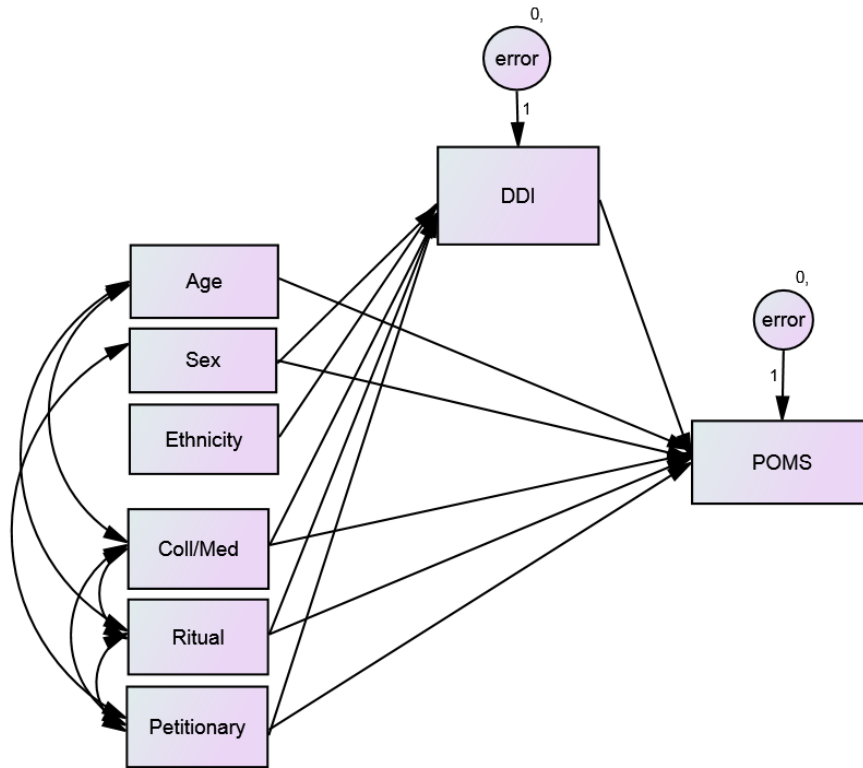 0,
error
1
DDI
Age
0,
error
Sex
1
Ethnicity
POMS
Coll/Med
Ritual
Petitionary